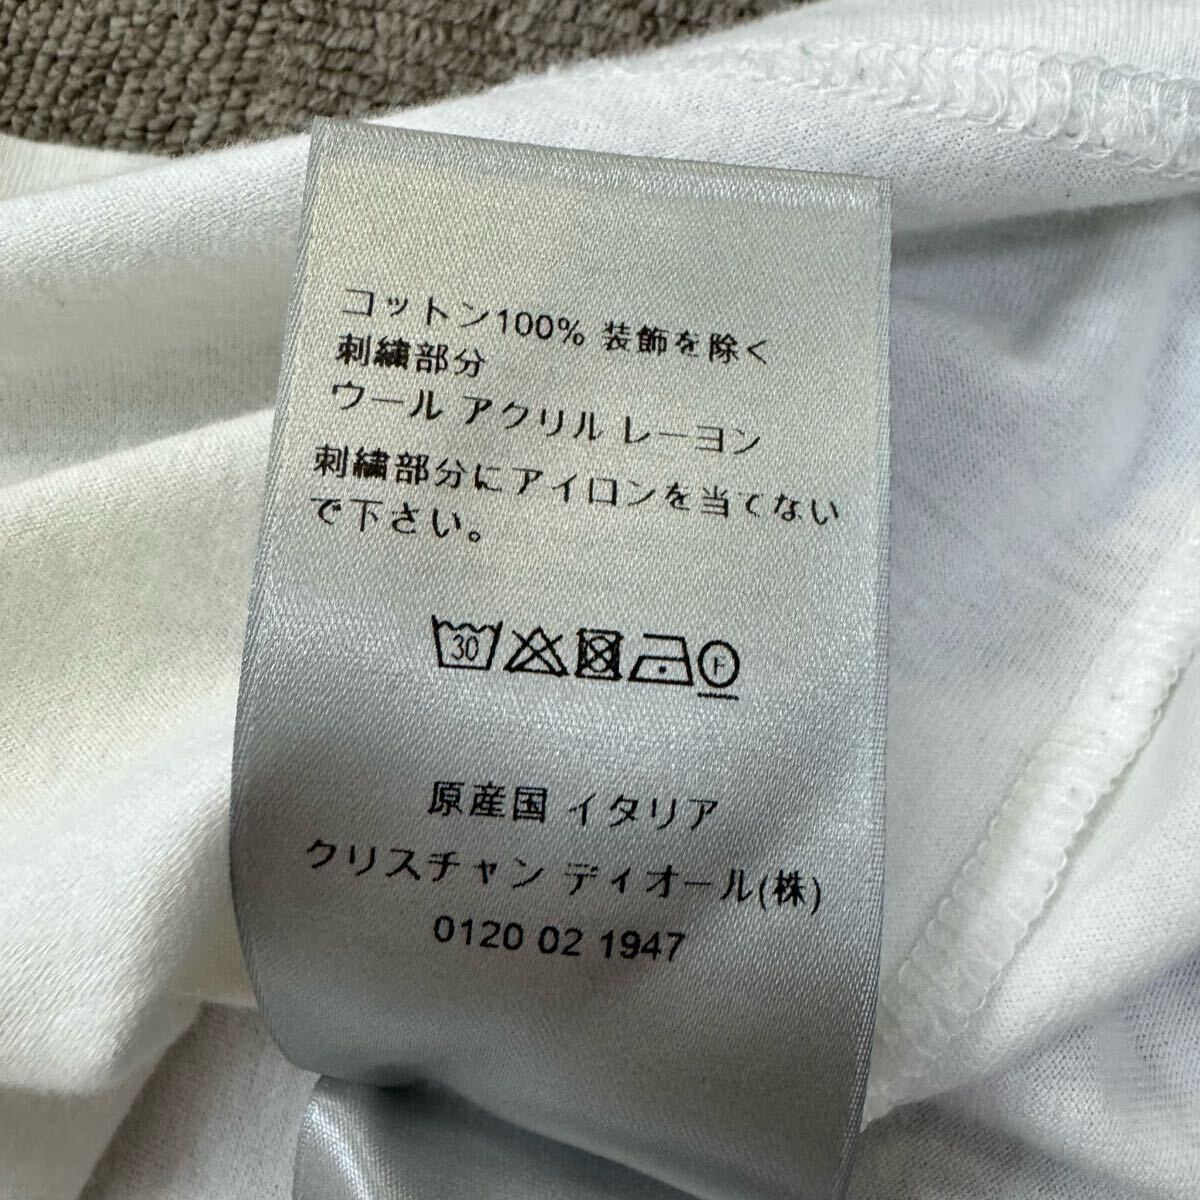 コットン100% 装飾を除く
刺繍部分
ウール アクリル レーヨン
刺繍部分にアイロンを当てない
で下さい。
30 F
原産国 イタリア
クリスチャン ディオール(株)
0120 02 1947